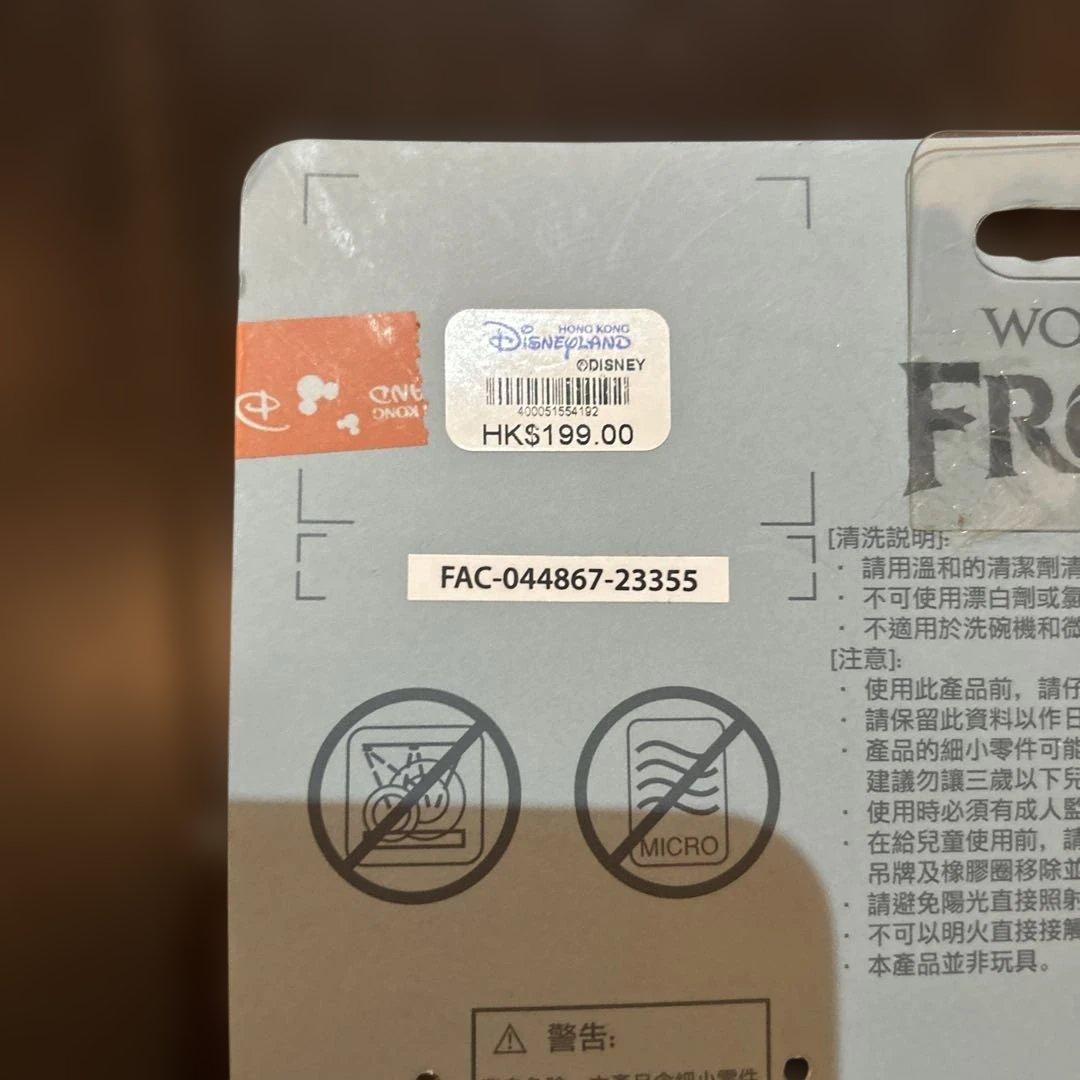 HONG KONG
DISNEYLAND
©DISNEY
400051554192
HK$199.00
KONG
WO
FRO
FAC-044867-23355
[清洗説明]:
· 請用溫和的清潔劑清
· 不可使用漂白劑或氯
· 不適用於洗碗機和微
[注意]:
· 使用此產品前，請仔
· 請保留此資料以作日
· 產品的細小零件可能
建議勿讓三歲以下兒
· 使用時必須有成人監
· 在給兒童使用前，請
吊牌及橡膠圈移除並
· 請避免陽光直接照射
· 不可以明火直接接觸
· 本產品並非玩具。
MICRO
警告: